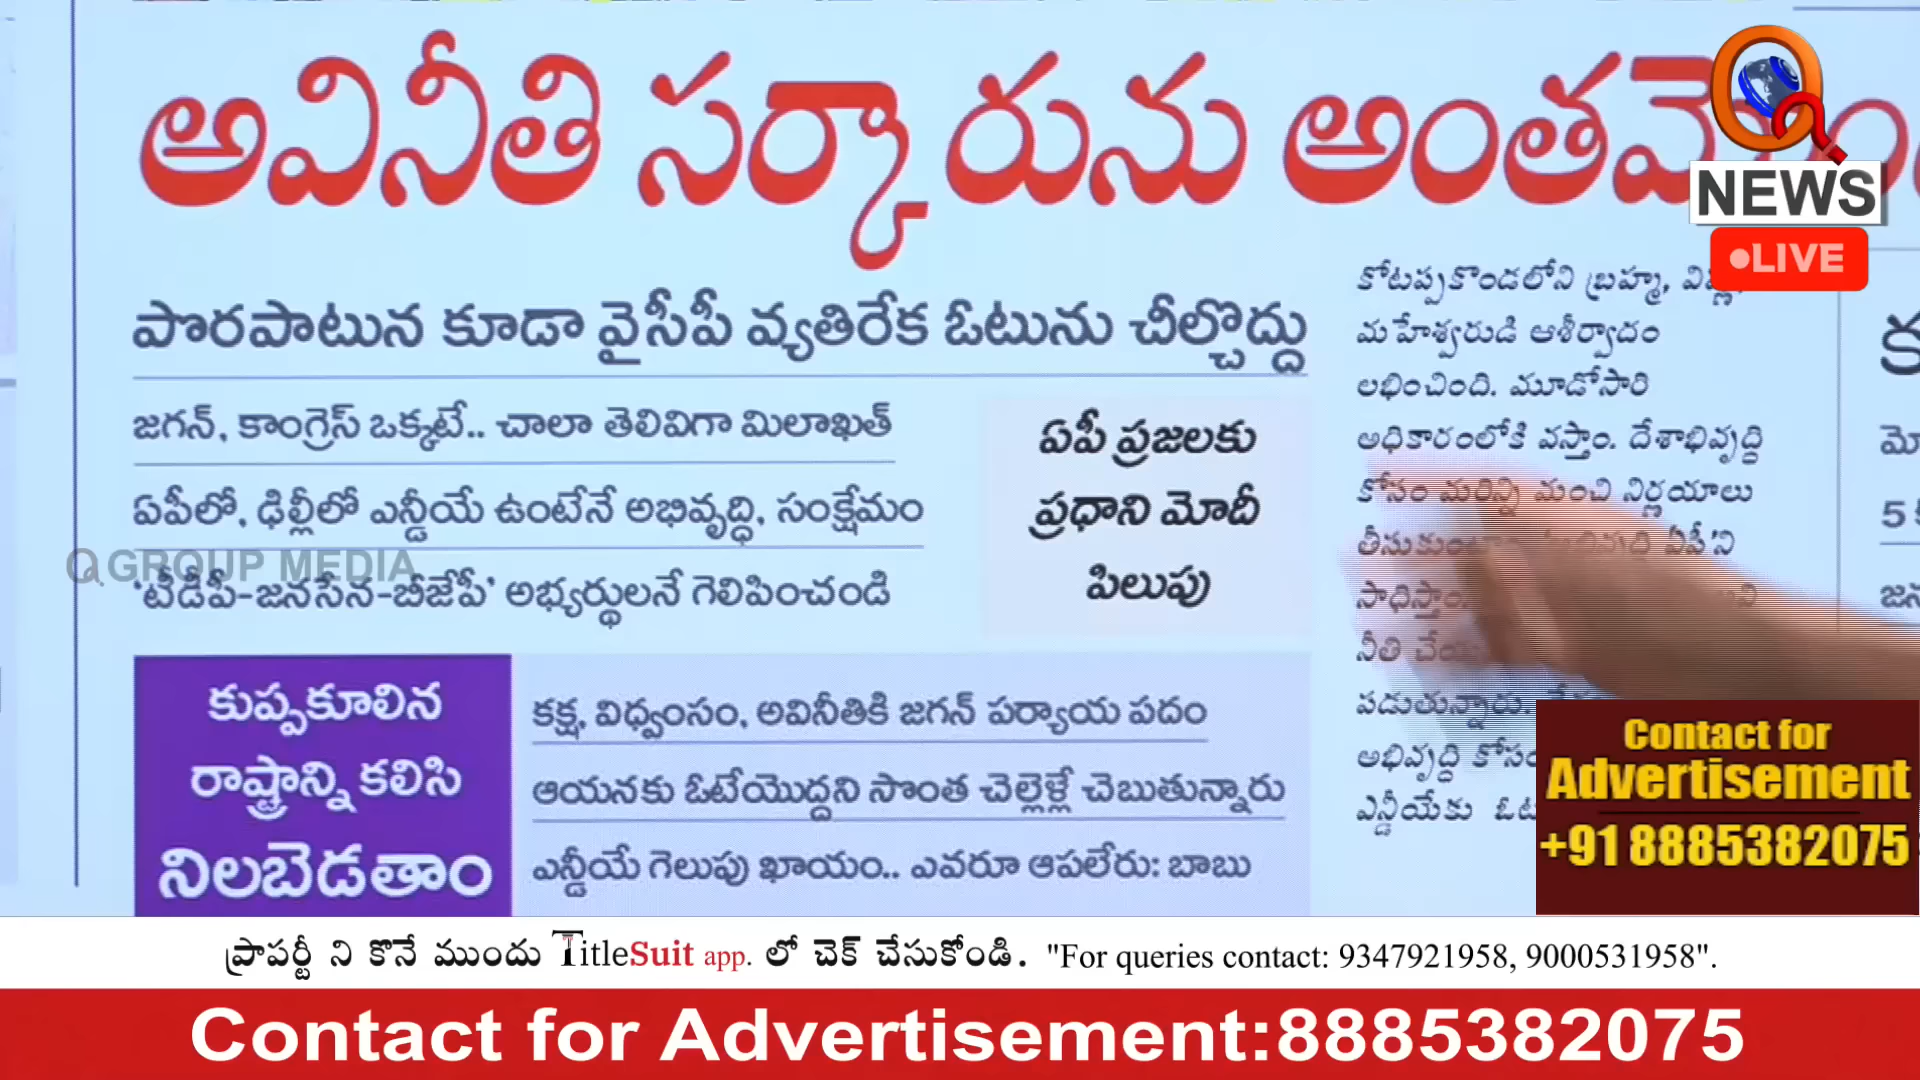 అవినీతి సర్కారును
పొరపాటున కూడా వైసీపీ వ్యతిరేక ఓటును చీల్చొద్దు
జగన్, కాంగ్రెస్ ఒక్కటే.. చాలా తెలివిగా మిలాఖత్
ఏపీలో, ఢిల్లీలో ఎన్డీయే ఉంటేనే అభివృద్ధి, సంక్షేమం
'టీడీపీ-జనసేన-బీజేపీ' అభ్యర్థులనే గెలిపించండి
ఏపీ ప్రజలకు
ప్రధాని మోదీ
పిలుపు
కుప్పకూలిన
రాష్ట్రాన్ని కలిసి
నిలబెడతాం
కక్ష, విధ్వంసం, అవినీతికి జగన్ పర్యాయ పదం
ఆయనకు ఓటేయొద్దని సొంత చెల్లెళ్లే చెబుతున్నారు
ఎన్డీయే గెలుపు ఖాయం.. ఎవరూ ఆపలేరు: బాబు
కోటప్పకొండలోని బ్రహ్మ,
మహేశ్వరుడి ఆశీర్వాదం
లభించింది. మూడోసారి
అధికారంలోకి వస్తాం. దేశాభివృద్ధి
కోసం మరిన్ని మంచి నిర్ణయాలు
నీతి
అభివృద్ధి
ఎన్డీయేకు
5
Q GROUP MEDIA
NEWS
LIVE
Contact for
Advertisement
+91 8885382075
ప్రాపర్టీ ని కొనే ముందు TitleSuit app. లో చెక్ చేసుకోండి. "For queries contact: 9347921958, 9000531958".
Contact for Advertisement:8885382075